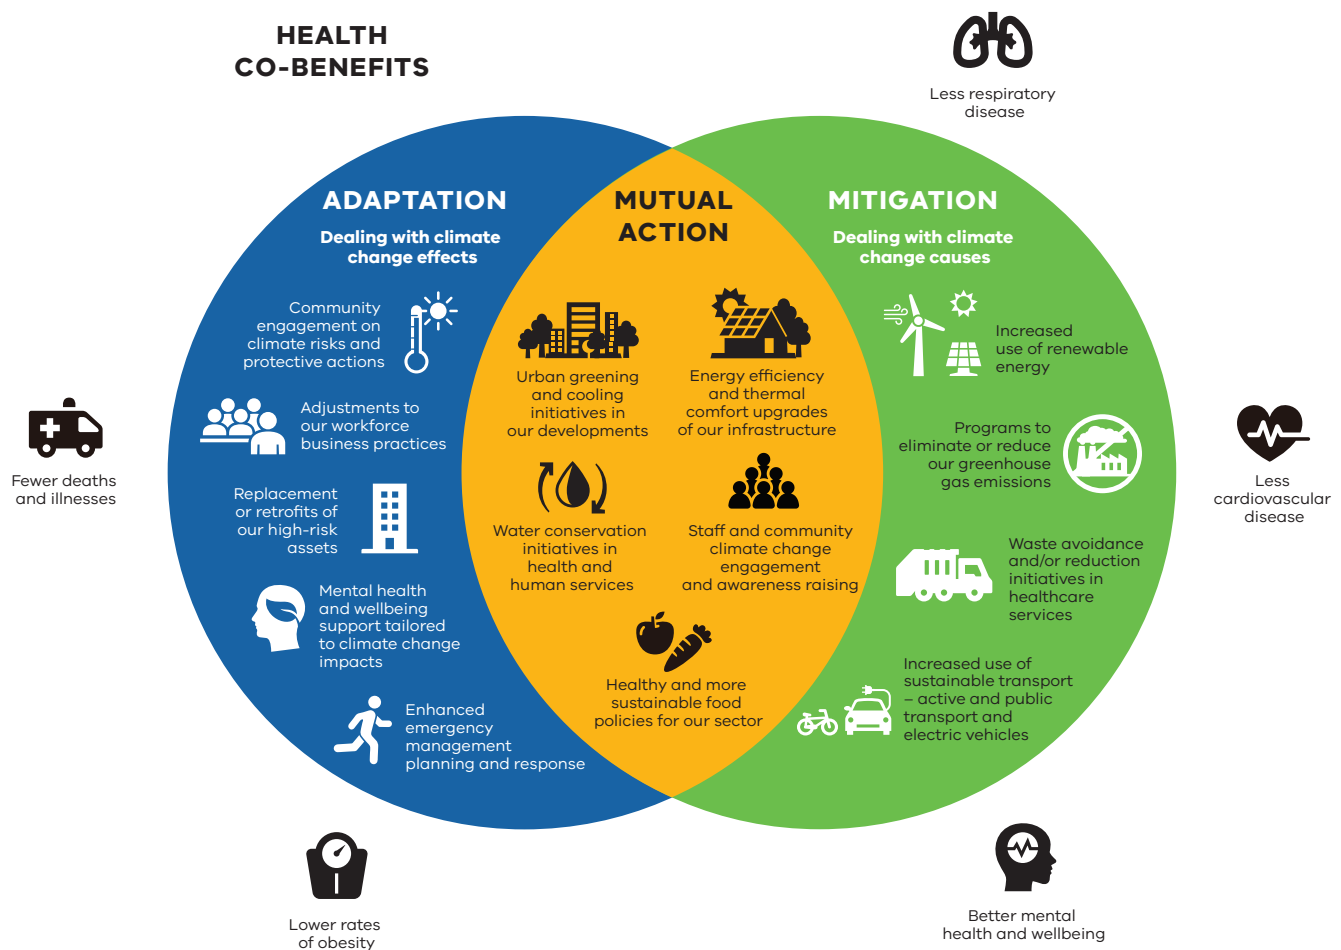 HEALTH
CO-BENEFITS
Less respiratory
disease
ADAPTATION
Dealing with climate
change effects
Community
engagement on
climate risks and
protective actions
Adjustments to
our workforce
business practices
Replacement
or retrofits of
our high-risk
assets
Mental health
and wellbeing
support tailored
to climate change
impacts
Enhanced
emergency
management
planning and response
MUTUAL
ACTION
Urban greening
and cooling
initiatives in
our developments
Energy efficiency
and thermal
comfort upgrades
of our infrastructure
Water conservation
initiatives in
health and
human services
Staff and community
climate change
engagement
and awareness raising
Healthy and more
sustainable food
policies for our sector
MITIGATION
Dealing with climate
change causes
Increased
use of renewable
energy
Programs to
eliminate or reduce
our greenhouse
gas emissions
Waste avoidance
and/or reduction
initiatives in
healthcare
services
Increased use of
sustainable transport
– active and public
transport and
electric vehicles
Fewer deaths
and illnesses
Less
cardiovascular
disease
Lower rates
of obesity
Better mental
health and wellbeing